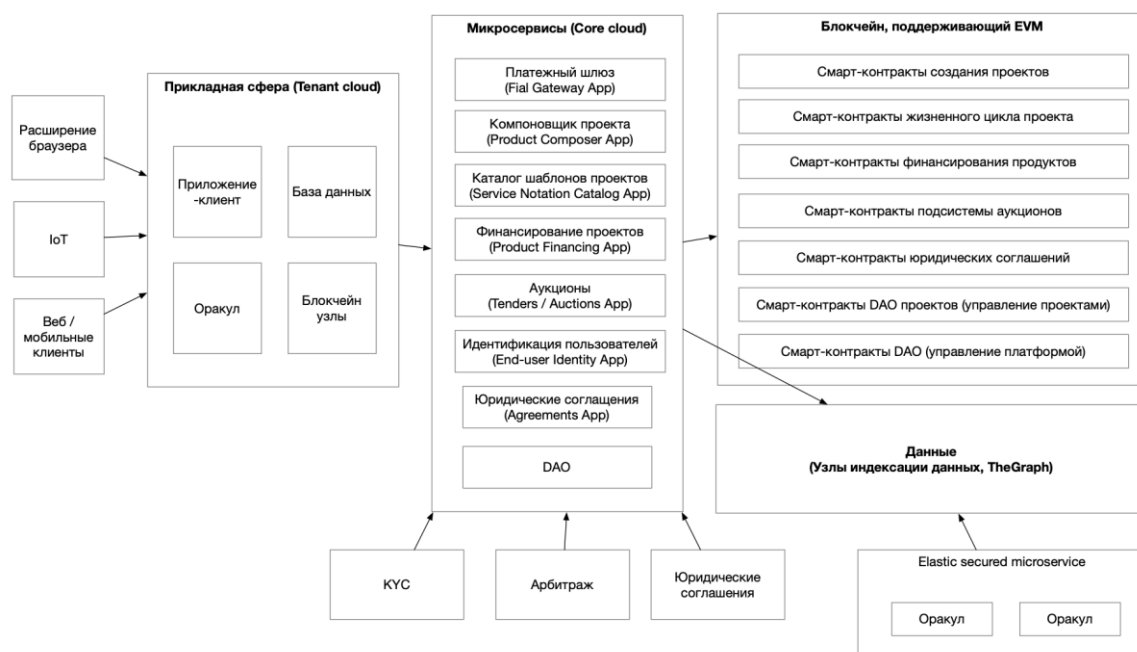 Расширение
браузера
IoT
Веб /
мобильные
клиенты
Прикладная сфера (Tenant cloud)
Приложение
-клиент
База данных
Оракул
Блокчейн
узлы
Микросервисы (Core cloud)
Платежный шлюз
(Fial Gateway App)
Компоновщик проекта
(Product Composer App)
Каталог шаблонов проектов
(Service Notation Catalog App)
Финансирование проектов
(Product Financing App)
Аукционы
(Tenders / Auctions App)
Идентификация пользователей
(End-user Identity App)
Юридические соглащения
(Agreements App)
DAO
KYC
Арбитраж
Юридические
соглашения
Блокчейн, поддерживающий EVM
Смарт-контракты создания проектов
Смарт-контракты жизненного цикла проекта
Смарт-контракты финансирования продуктов
Смарт-контракты подсистемы аукционов
Смарт-контракты юридических соглашений
Смарт-контракты DAO проектов (управление проектами)
Смарт-контракты DAO (управление платформой)
Данные
(Узлы индексации данных, TheGraph)
Elastic secured microservice
Оракул
Оракул